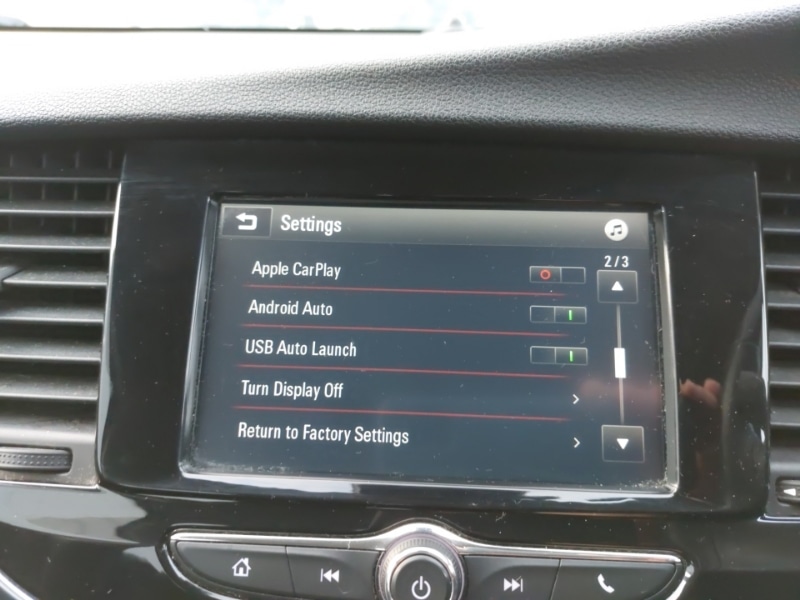 Settings
2/3
Apple CarPlay
Android Auto
USB Auto Launch
Turn Display Off
Return to Factory Settings